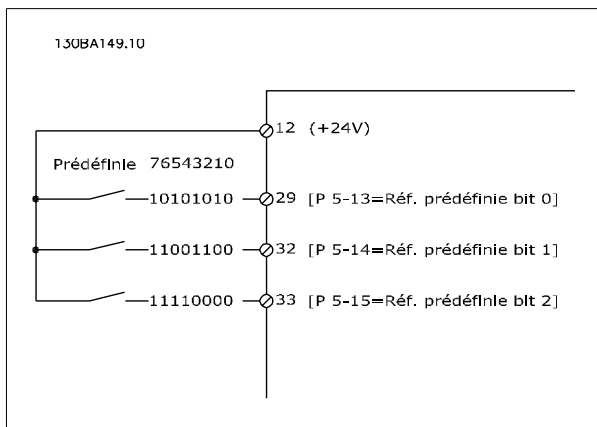 130BA149.10
12 (+24V)
Prédéfinie 76543210
10101010 29 [P 5-13=Réf. prédéfinie bit 0]
11001100 32 [P 5-14=Réf. prédéfinie bit 1]
11110000 33 [P 5-15=Réf. prédéfinie bit 2]